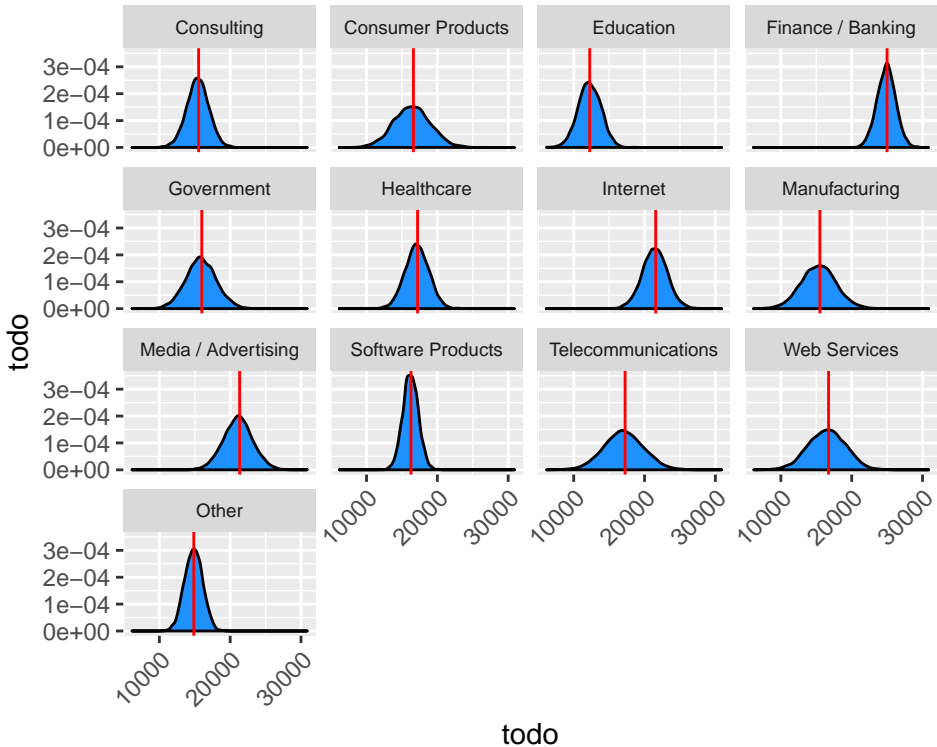 Consulting Consumer Products Education Finance / Banking
3e−04
2e−04
1e−04
0e+00
Government Healthcare Internet Manufacturing
3e−04
2e−04
1e−04
0e+00
Media / Advertising Software Products Telecommunications Web Services
3e−04
2e−04
1e−04
0e+00
10000 20000 30000 10000 20000 30000 10000 20000 30000
Other
3e−04
2e−04
1e−04
0e+00
10000 20000 30000
todo
todo